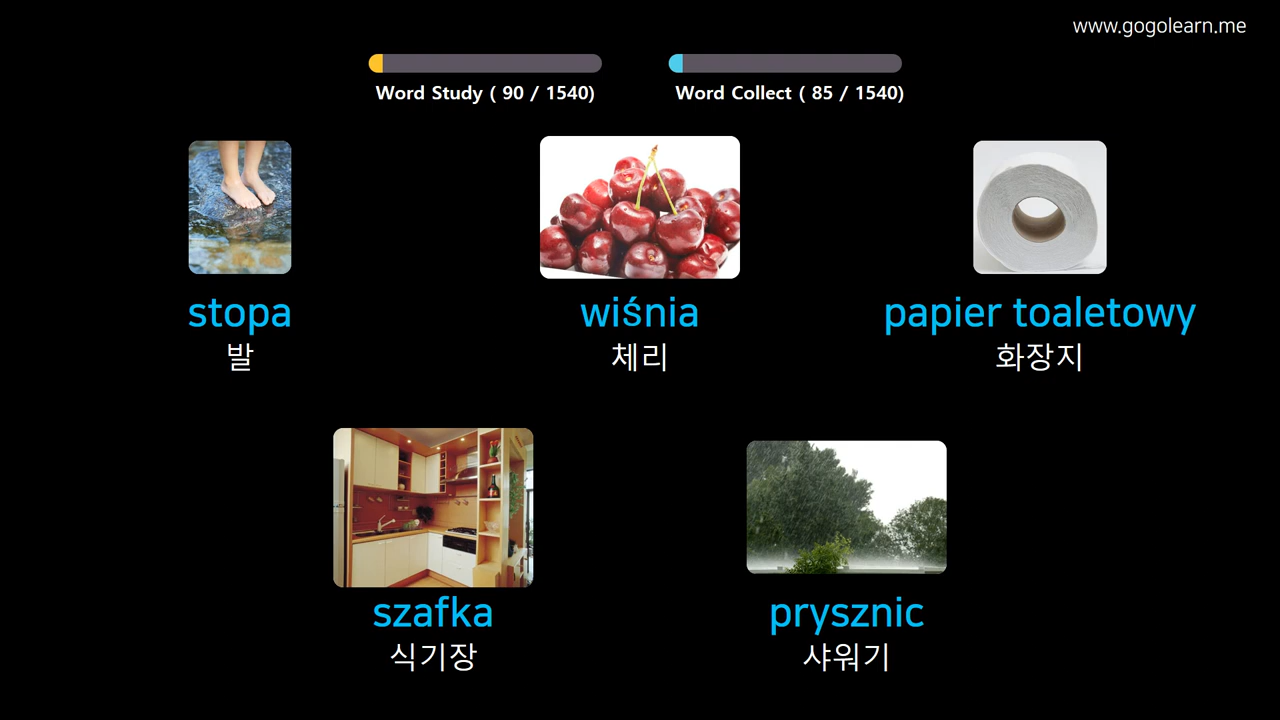 www.gogolearn.me
Word Study ( 90 / 1540)
Word Collect ( 85 / 1540)
stopa
발
wiśnia
체리
papier toaletowy
화장지
szafka
식기장
prysznic
샤워기